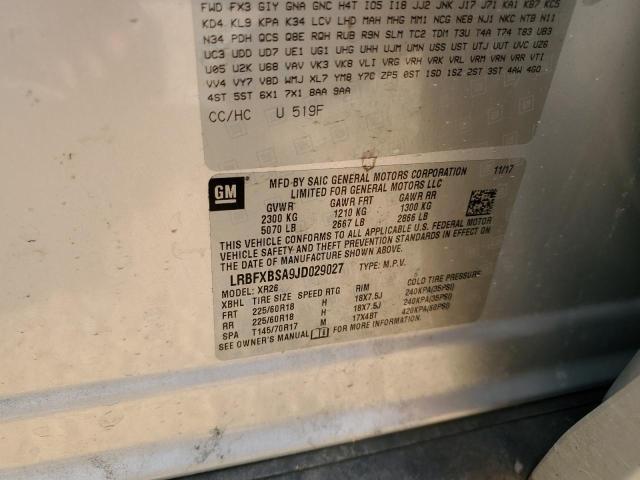 FWD FX3 GIY GNA GNC H4T IO5 I18 JJ2 JNK J17 J71 KA1 KB7 KC5
KD4 KL9 KPA K34 LCV LHD MAH MHG MM1 NCG NE8 NJ1 NKC NTB N11
N34 PDH QCS Q8E RQH RUB R9N SLM TC2 TDM T3U T4A T74 T83 UB3
UC3 UDD UD7 UE1 UG1 UHG UHH UJM UMN USS UST UTJ UUT UVC UZ6
U05 U2K U68 VAV VK3 VK8 VLI VRG VRH VRK VRL VRM VRN VRR VTI
VV4 VY7 V8D WMJ XL7 YM8 Y7C ZP5 0ST 1SD 1SZ 2ST 3ST 4AW 4GO
4ST 5ST 6X1 7X1 8AA 9AA
CC/HC U 519F
GM
MFD BY SAIC GENERAL MOTORS CORPORATION 11/17
LIMITED FOR GENERAL MOTORS LLC
GVWR GAWR FRT GAWR RR
2300 KG 1210 KG 1300 KG
5070 LB 2667 LB 2866 LB
THIS VEHICLE CONFORMS TO ALL APPLICABLE U.S. FEDERAL MOTOR
VEHICLE SAFETY AND THEFT PREVENTION STANDARDS IN EFFECT ON
THE DATE OF MANUFACTURE SHOWN ABOVE.
LRBFXBSA9JD029027 TYPE: M.P.V.
MODEL: XR26
XBHL TIRE SIZE SPEED RTG RIM COLD TIRE PRESSURE
FRT 225/60R18 H 18X7.5J 240KPA(35PSI)
RR 225/60R18 H 18X7.5J 240KPA(35PSI)
SPA T145/70R17 M 17X4BT 420KPA(60PSI)
SEE OWNER'S MANUAL FOR MORE INFORMATION.